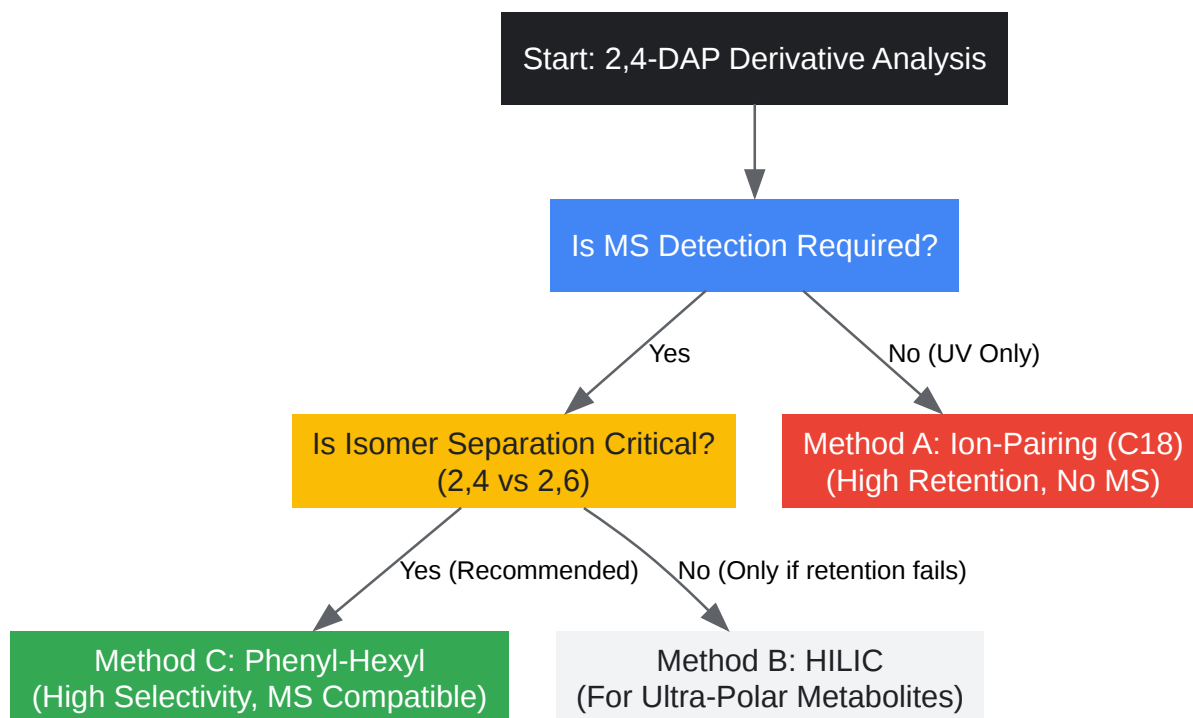 Start: 2,4-DAP Derivative Analysis
Is MS Detection Required?
Yes
No (UV Only)
Is Isomer Separation Critical?
(2,4 vs 2,6)
Method A: Ion-Pairing (C18)
(High Retention, No MS)
Yes (Recommended)
No (Only if retention fails)
Method C: Phenyl-Hexyl
(High Selectivity, MS Compatible)
Method B: HILIC
(For Ultra-Polar Metabolites)